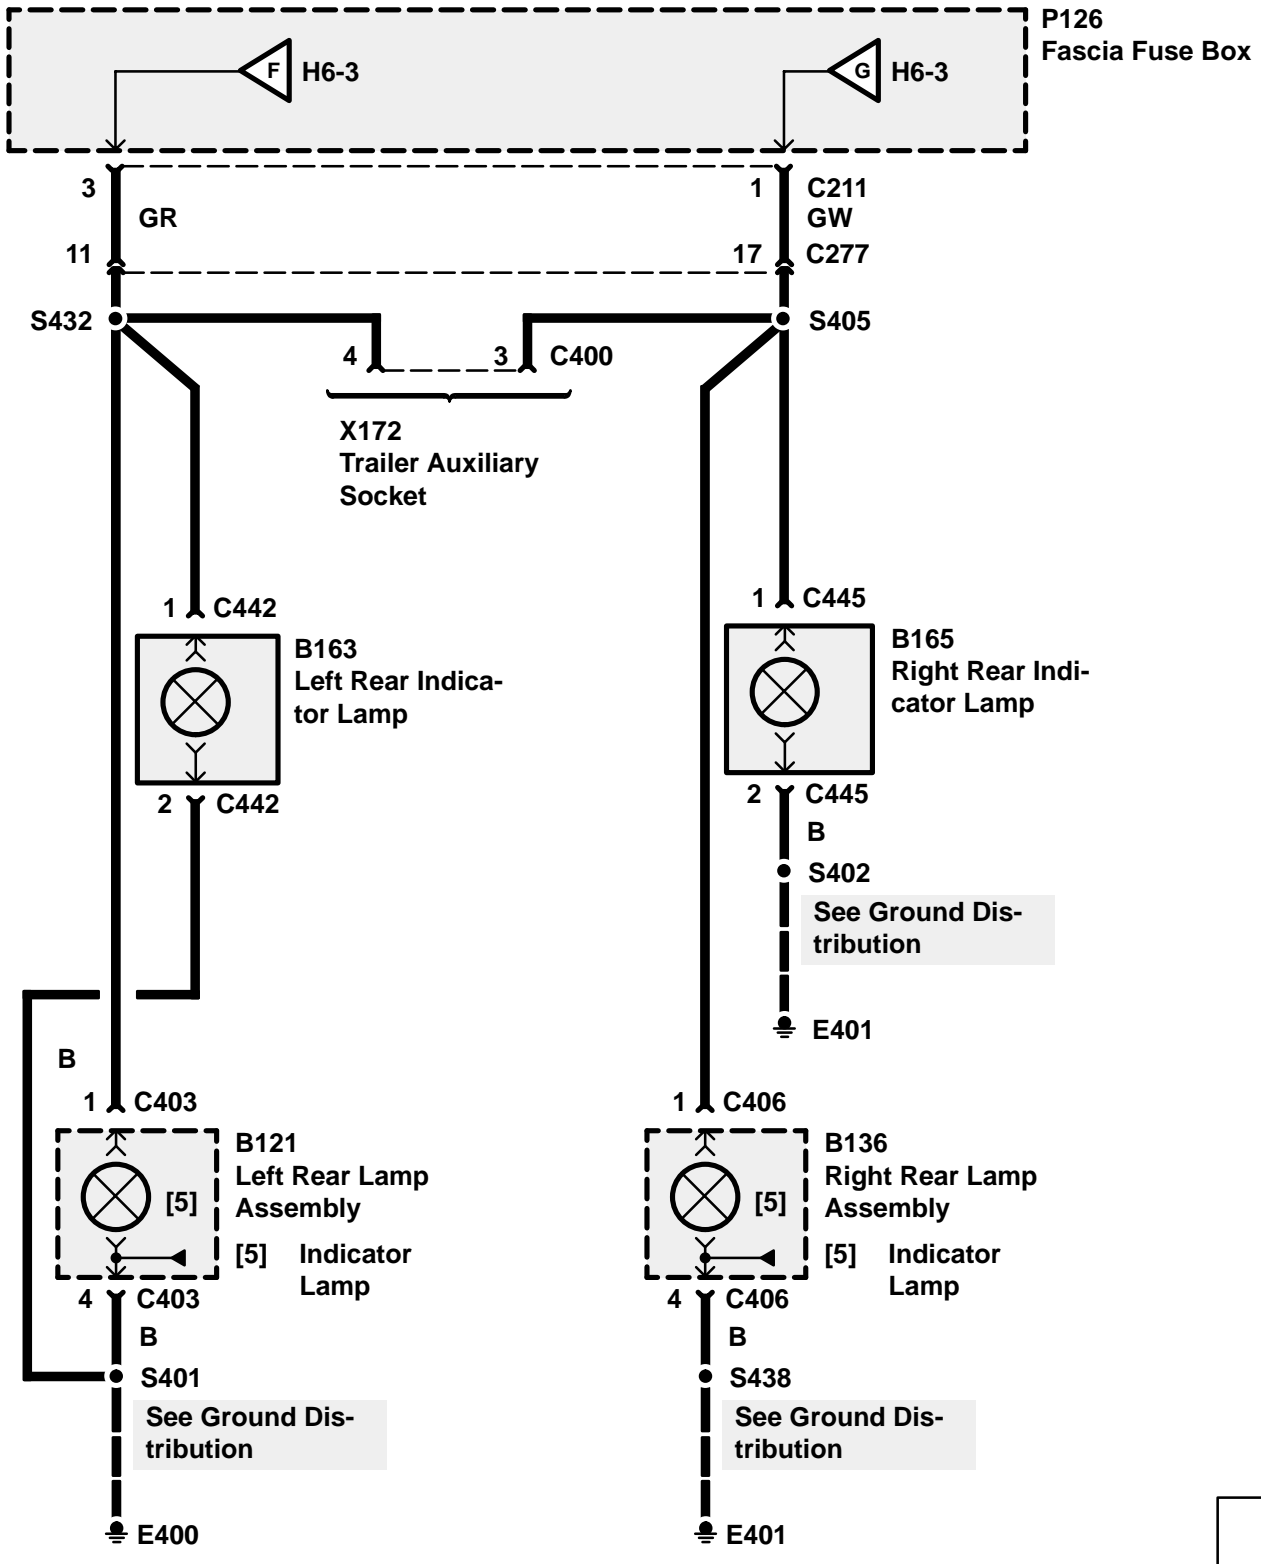 P126
Fascia Fuse Box
F H6-3
G H6-3
3
1 C211
GR
GW
11
17 C277
S432
S405
4
3 C400
X172
Trailer Auxiliary
Socket
1 C442
1 C445
B163
Left Rear Indica-
tor Lamp
B165
Right Rear Indi-
cator Lamp
2 C442
2 C445
B
S402
See Ground Dis-
tribution
E401
B
1 C403
1 C406
B121
Left Rear Lamp
Assembly
[5]
[5] Indicator
Lamp
B136
Right Rear Lamp
Assembly
[5]
[5] Indicator
Lamp
4 C403
4 C406
B
B
S401
S438
See Ground Dis-
tribution
See Ground Dis-
tribution
E400
E401